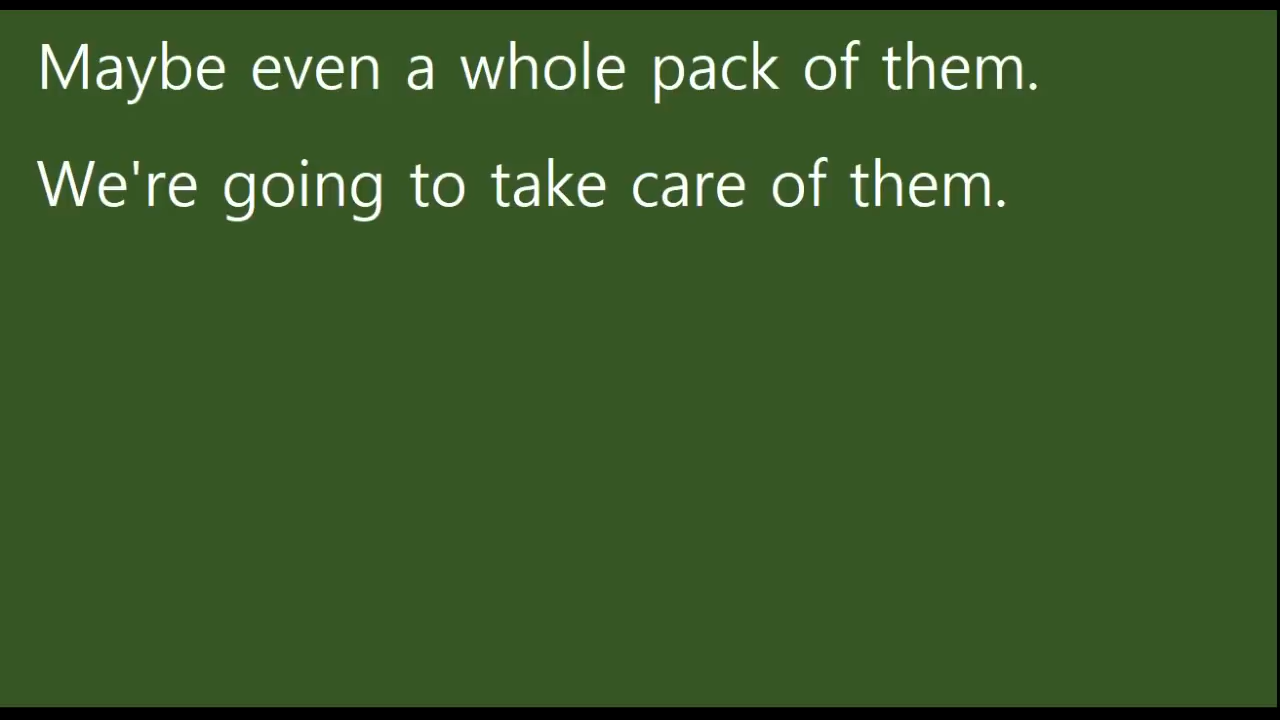 Maybe even a whole pack of them.
We're going to take care of them.